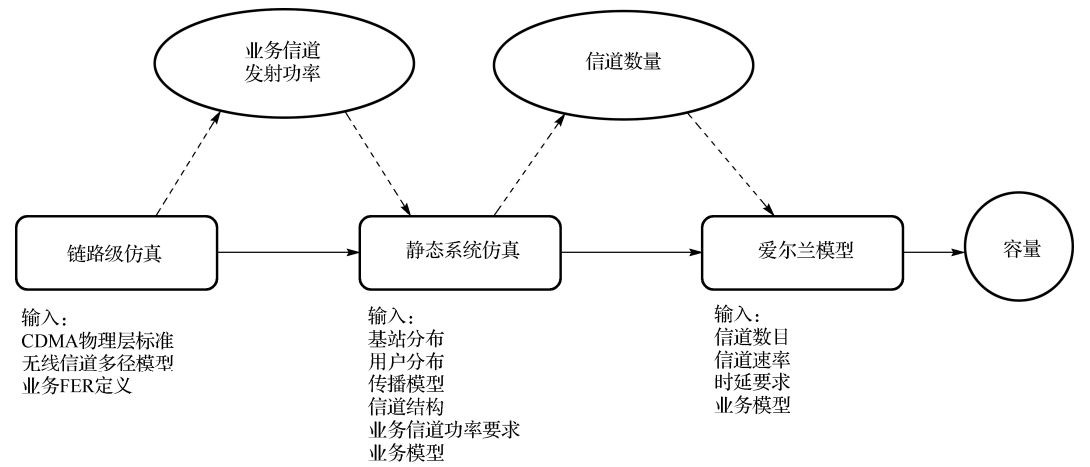 业务信道
发射功率
信道数量
链路级仿真
静态系统仿真
爱尔兰模型
容量
输入：
CDMA物理层标准
无线信道多径模型
业务FER定义
输入：
基站分布
用户分布
传播模型
信道结构
业务信道功率要求
业务模型
输入：
信道数目
信道速率
时延要求
业务模型